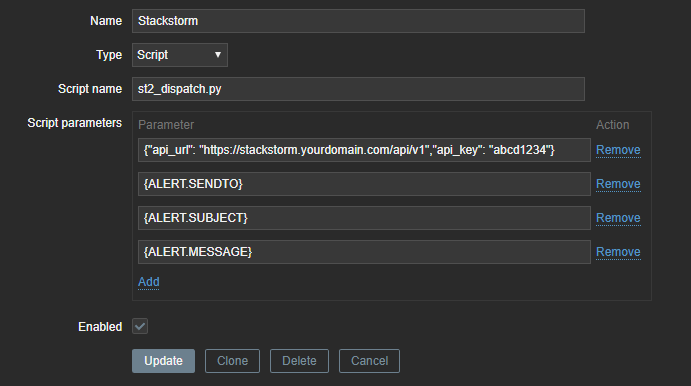 Name Stackstorm
Type Script
Script name st2_dispatch.py
Script parameters Parameter Action
{"api_url": "https://stackstorm.yourdomain.com/api/v1","api_key": "abcd1234"} Remove
{ALERT.SENDTO} Remove
{ALERT.SUBJECT} Remove
{ALERT.MESSAGE} Remove
Add
Enabled
Update Clone Delete Cancel